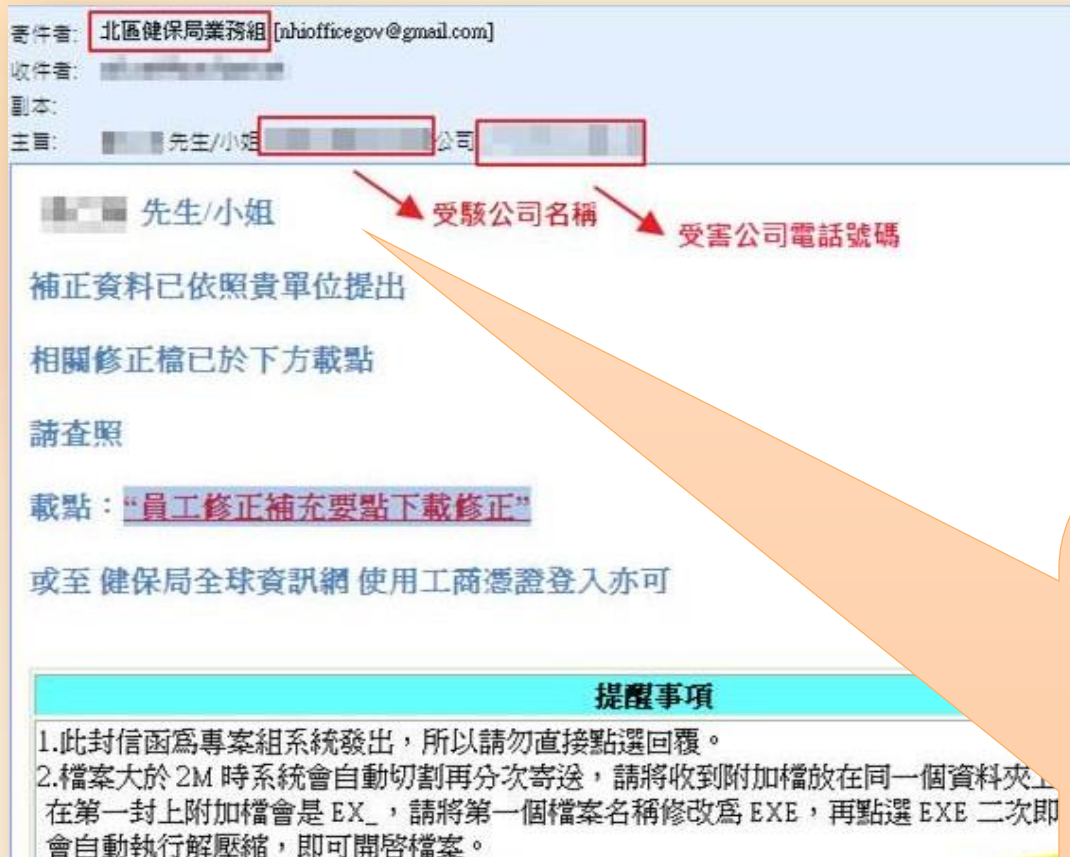 寄件者: 北區健保局業務組 [nhiofficegov@gmail.com]
收件者:
副本:
主旨: 先生/小姐 公司
先生/小姐
受駭公司名稱
受害公司電話號碼
補正資料已依照貴單位提出
相關修正檔已於下方載點
請查照
載點：“員工修正補充要點下載修正”
或至 健保局全球資訊網 使用工商憑證登入亦可
提醒事項
1.此封信函為專案組系統發出，所以請勿直接點選回覆。
2.檔案大於 2M 時系統會自動切割再分次寄送，請將收到附加檔放在同一個資料夾上
在第一封上附加檔會是 EX_，請將第一個檔案名稱修改為 EXE，再點選 EXE 二次即
會自動執行解壓縮，即可開啓檔案。